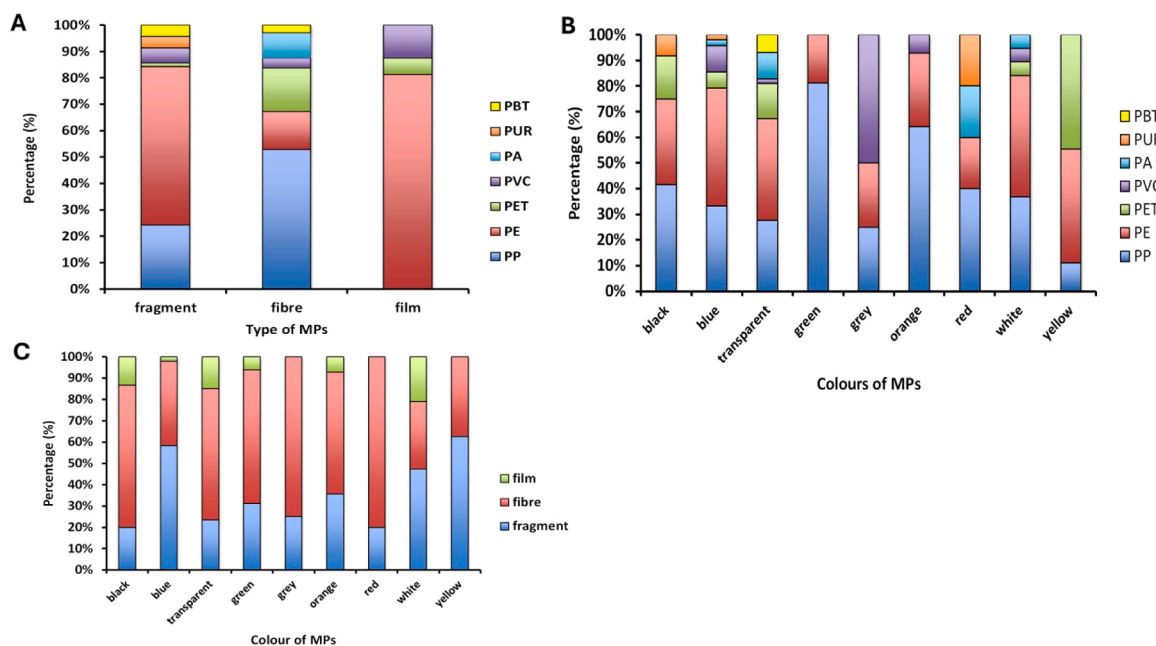 A
Percentage (%)
100%
90%
80%
70%
60%
50%
40%
30%
20%
10%
0%
fragment fibre film
Type of MPs
PBT
PUR
PA
PVC
PET
PE
PP
B
Percentage (%)
100%
90%
80%
70%
60%
50%
40%
30%
20%
10%
0%
black blue transparent green grey orange red white yellow
Colours of MPs
PBT
PUR
PA
PVC
PET
PE
PP
C
Percentage (%)
100%
90%
80%
70%
60%
50%
40%
30%
20%
10%
0%
black blue transparent green grey orange red white yellow
Colour of MPs
film
fibre
fragment